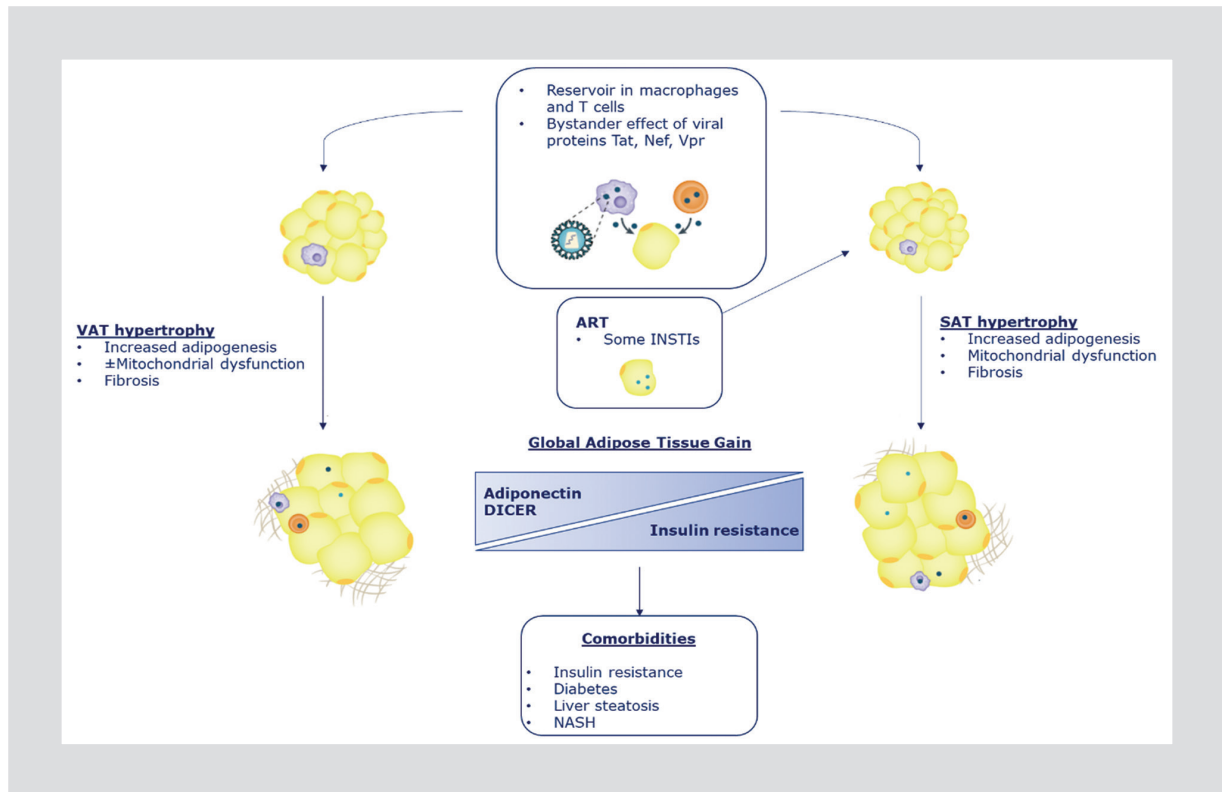 • Reservoir in macrophages
and T cells
• Bystander effect of viral
proteins Tat, Nef, Vpr
VAT hypertrophy
• Increased adipogenesis
• ±Mitochondrial dysfunction
• Fibrosis
ART
• Some INSTIs
SAT hypertrophy
• Increased adipogenesis
• Mitochondrial dysfunction
• Fibrosis
Global Adipose Tissue Gain
Adiponectin
DICER
Insulin resistance
Comorbidities
• Insulin resistance
• Diabetes
• Liver steatosis
• NASH